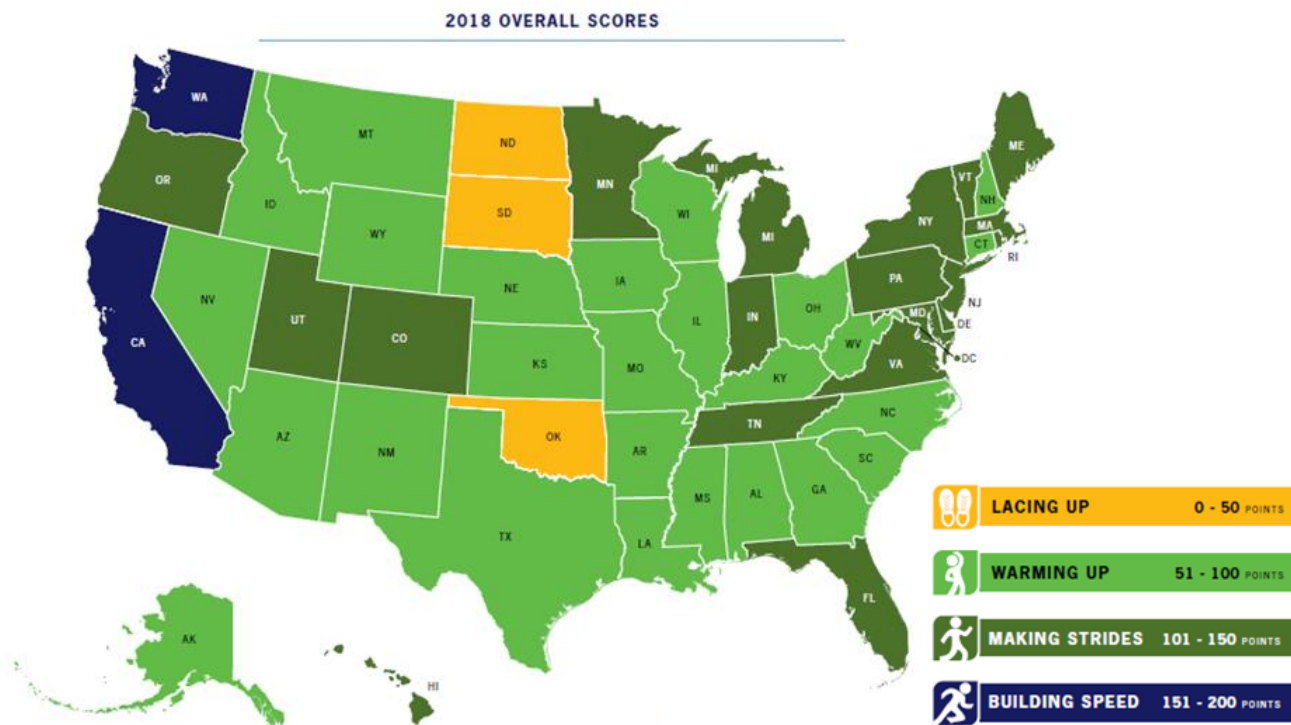 2018 OVERALL SCORES
WA
MT
ND
MN
MI
ME
VT
NH
OR
ID
SD
WI
NY
MA
CT
RI
WY
MI
PA
NJ
NV
NE
IA
IL
IN
OH
MD
DE
DC
UT
CO
CA
KS
MO
KY
WV
VA
AZ
NM
OK
AR
TN
NC
SC
MS
AL
GA
TX
LA
FL
AK
HI
LACING UP 0 - 50 POINTS
WARMING UP 51 - 100 POINTS
MAKING STRIDES 101 - 150 POINTS
BUILDING SPEED 151 - 200 POINTS